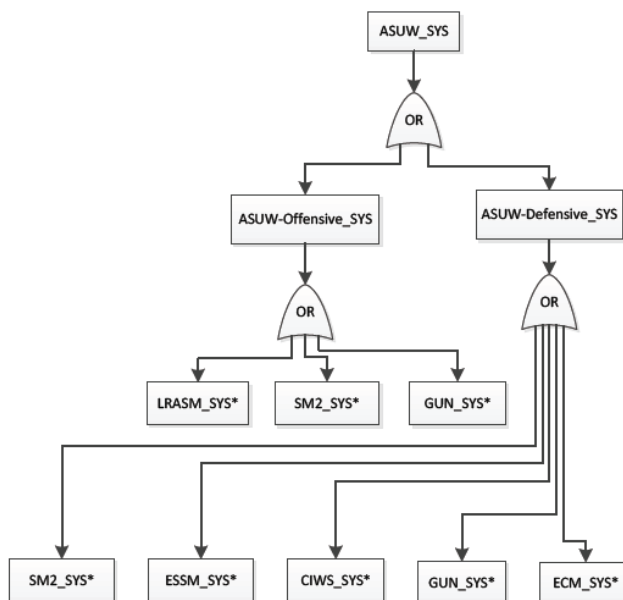 ASUW_SYS
OR
ASUW-Offensive_SYS
ASUW-Defensive_SYS
OR
OR
LRASM_SYS*
SM2_SYS*
GUN_SYS*
SM2_SYS*
ESSM_SYS*
CIWS_SYS*
GUN_SYS*
ECM_SYS*